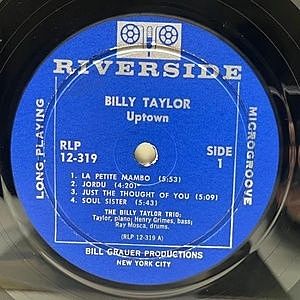 RIVERSIDE
LONG PLAYING
MICROGROOVE
BILLY TAYLOR
Uptown
RLP
12-319
SIDE
1
1. LA PETITE MAMBO (5:53)
2. JORDU (4:20)
3. JUST THE THOUGHT OF YOU (5:09)
4. SOUL SISTER (5:43)
THE BILLY TAYLOR TRIO:
Taylor, piano; Henry Grimes, bass;
Ray Mosca, drums.
(RLP 12-319 A)
BILL GRAUER PRODUCTIONS
NEW YORK CITY